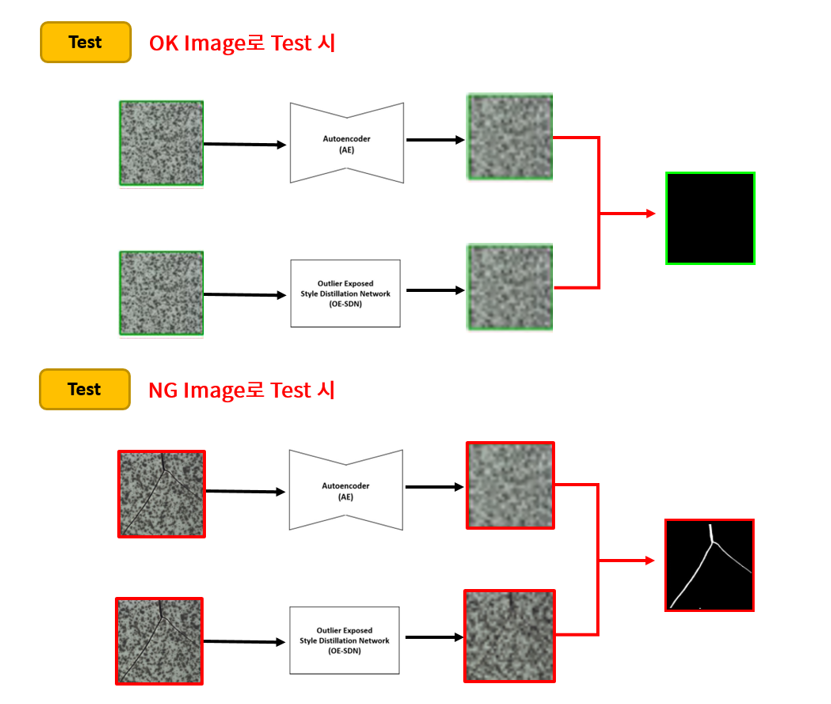 Test
OK Image로 Test 시
Autoencoder
(AE)
Outlier Exposed
Style Distillation Network
(OE-SDN)
Test
NG Image로 Test 시
Autoencoder
(AE)
Outlier Exposed
Style Distillation Network
(OE-SDN)